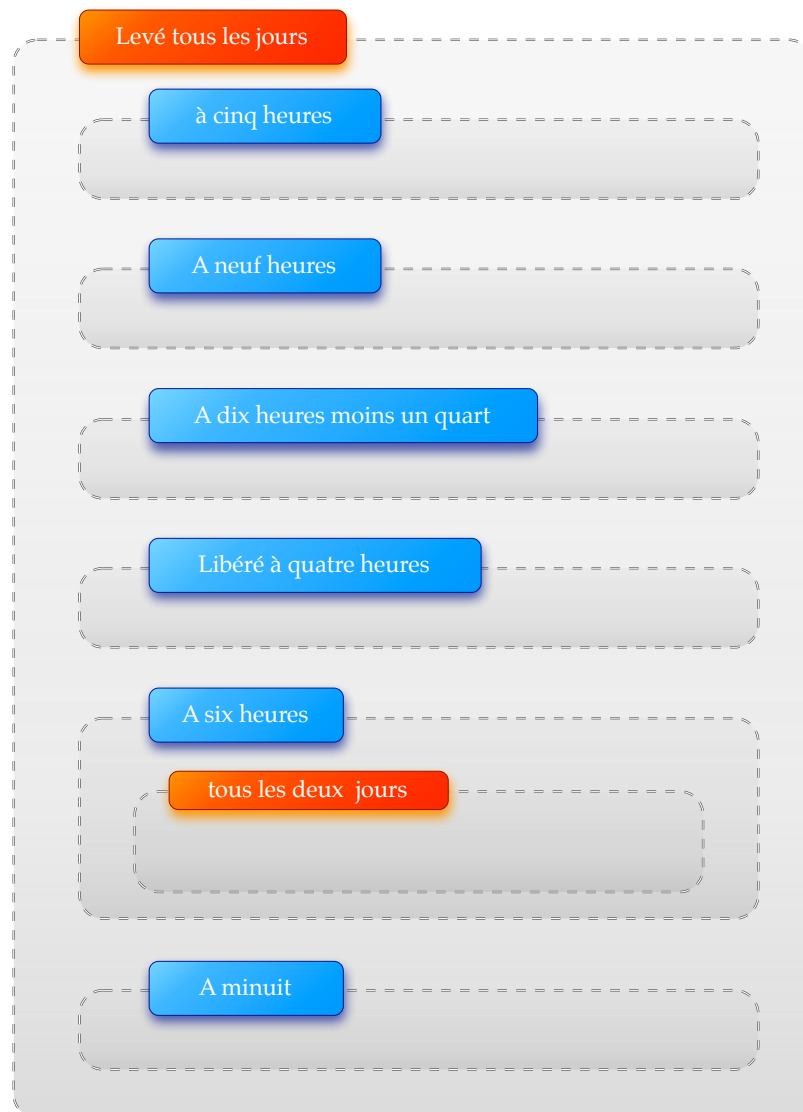 Levé tous les jours
à cinq heures
A neuf heures
A dix heures moins un quart
Libéré à quatre heures
A six heures
tous les deux  jours
A minuit